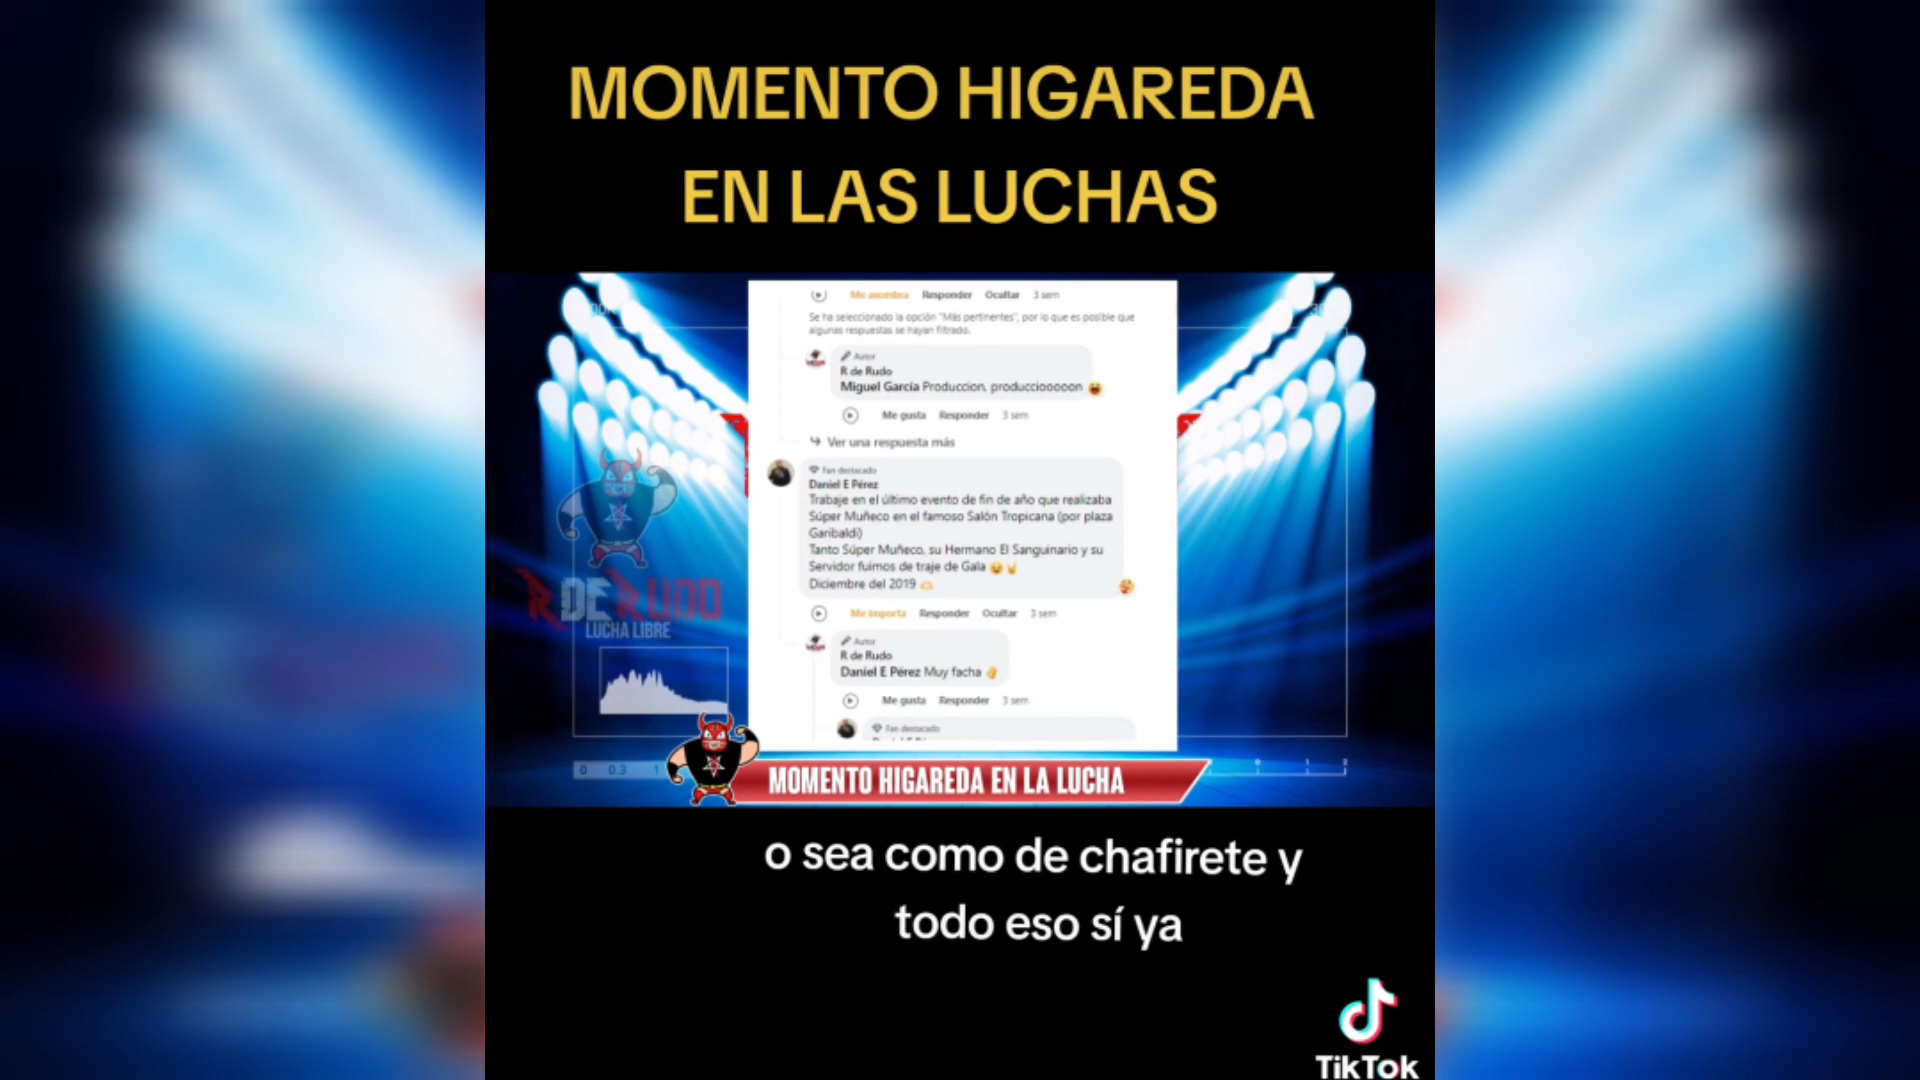 MOMENTO HIGAREDA
EN LAS LUCHAS
Me asombra Responder Ocultar 3 sem
Se ha seleccionado la opción "Más pertinentes", por lo que es posible que
algunas respuestas se hayan filtrado.
Autor
R de Rudo
Miguel García Produccion, producciooooon
Me gusta Responder 3 sem
Ver una respuesta más
Fan destacado
Daniel E Pérez
Trabaje en el último evento de fin de año que realizaba
Súper Muñeco en el famoso Salón Tropicana (por plaza
Garibaldi)
Tanto Súper Muñeco, su Hermano El Sanguinario y su
Servidor fuimos de traje de Gala
Diciembre del 2019
Me importa Responder Ocultar 3 sem
Autor
R de Rudo
Daniel E Pérez Muy facha
Me gusta Responder 3 sem
Fan destacado
R DE RUDO
LUCHA LIBRE
0 0.3 1
MOMENTO HIGAREDA EN LA LUCHA
o sea como de chafirete y
todo eso sí ya
TikTok